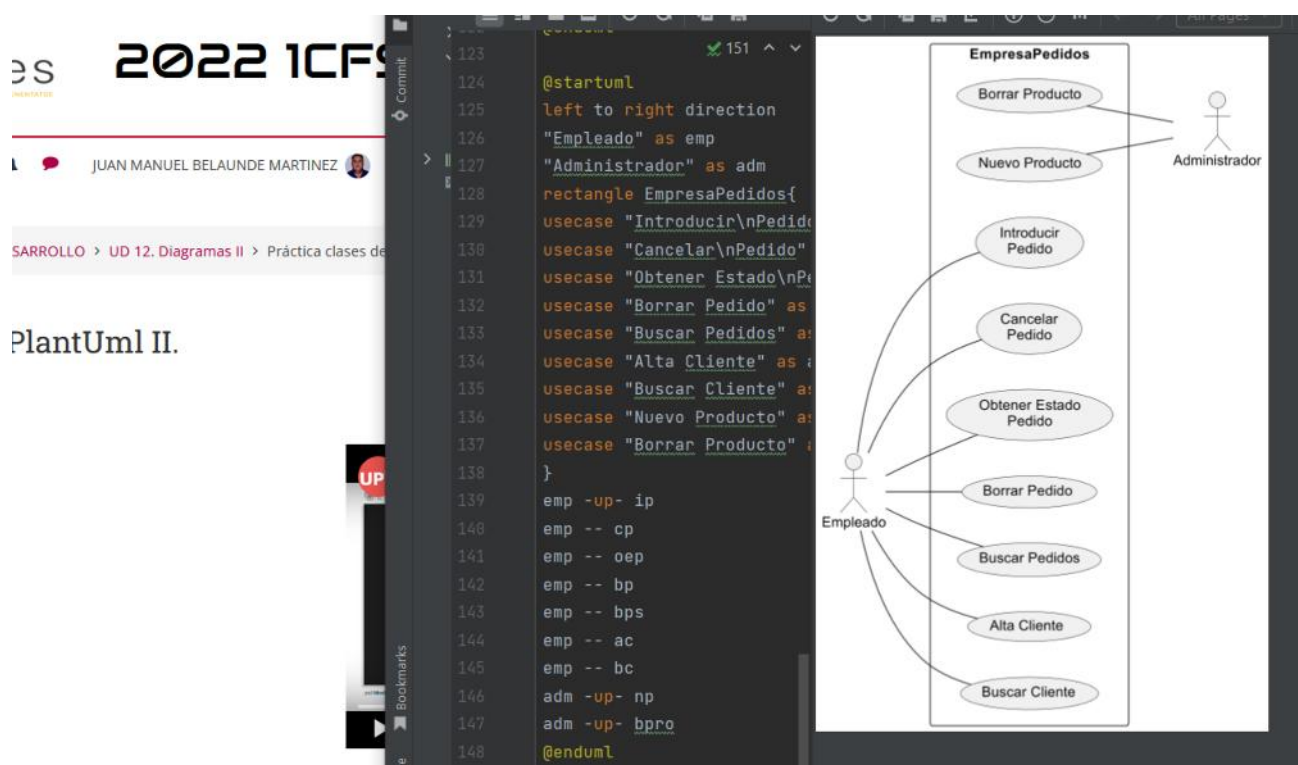 es
2022 1CFS
JUAN MANUEL BELAUNDE MARTINEZ
SARROLLO > UD 12. Diagramas II > Práctica clases de
PlantUml II.
UP
Commit
Bookmarks
151
@enduml
123
124 @startuml
125 left to right direction
126 "Empleado" as emp
127 "Administrador" as adm
128 rectangle EmpresaPedidos{
129 usecase "Introducir\nPedido
130 usecase "Cancelar\nPedido"
131 usecase "Obtener Estado\nPe
132 usecase "Borrar Pedido" as
133 usecase "Buscar Pedidos" as
134 usecase "Alta Cliente" as a
135 usecase "Buscar Cliente" as
136 usecase "Nuevo Producto" as
137 usecase "Borrar Producto" a
138 }
139 emp -up- ip
140 emp -- cp
141 emp -- oep
142 emp -- bp
143 emp -- bps
144 emp -- ac
145 emp -- bc
146 adm -up- np
147 adm -up- bpro
148 @enduml
All Pages
EmpresaPedidos
Borrar Producto
Nuevo Producto
Administrador
Introducir
Pedido
Cancelar
Pedido
Obtener Estado
Pedido
Borrar Pedido
Empleado
Buscar Pedidos
Alta Cliente
Buscar Cliente